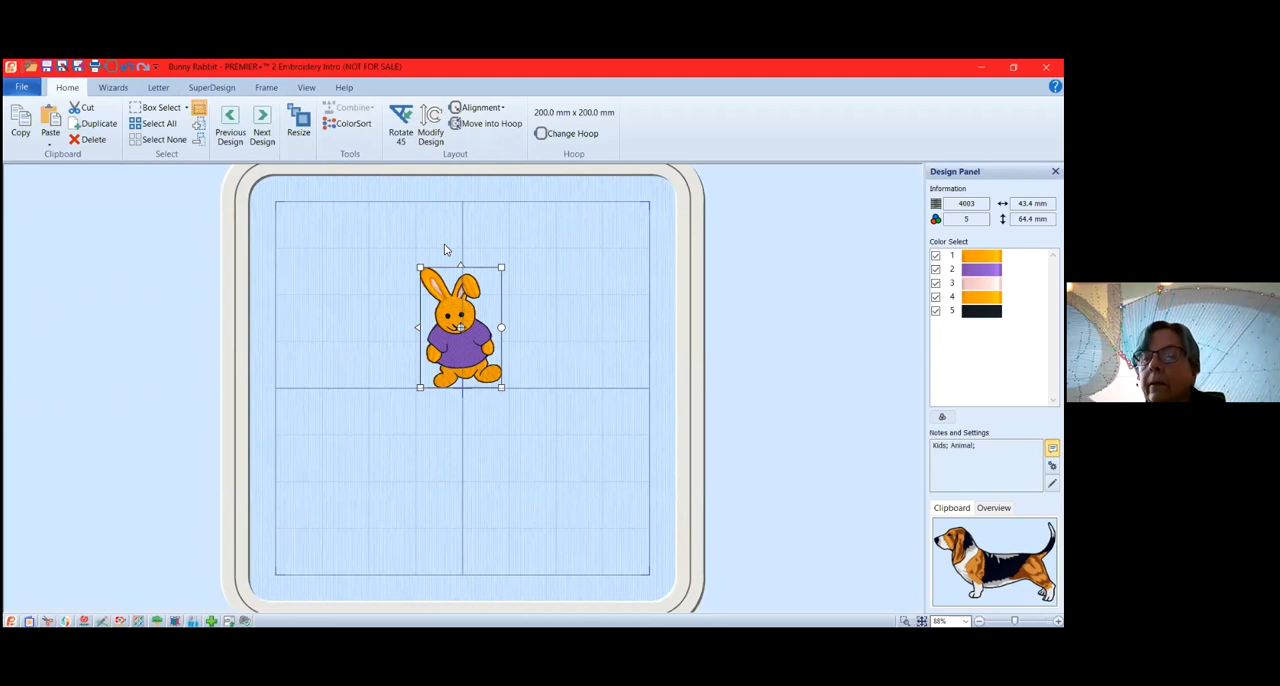 Bunny Rabbit - PREMIER+™ 2 Embroidery Intro (NOT FOR SALE)
File Home Wizards Letter SuperDesign Frame View Help
Copy Paste Cut Duplicate Delete
Clipboard
Box Select Select All Select None
Select
Previous Design Next Design
Resize
Combine ColorSort
Tools
Rotate 45 Modify Design Alignment Move into Hoop
Layout
200.0 mm x 200.0 mm
Change Hoop
Hoop
Design Panel
Information
4003 43.4 mm
5 64.4 mm
Color Select
1
2
3
4
5
Notes and Settings
Kids; Animal;
Clipboard Overview
88%